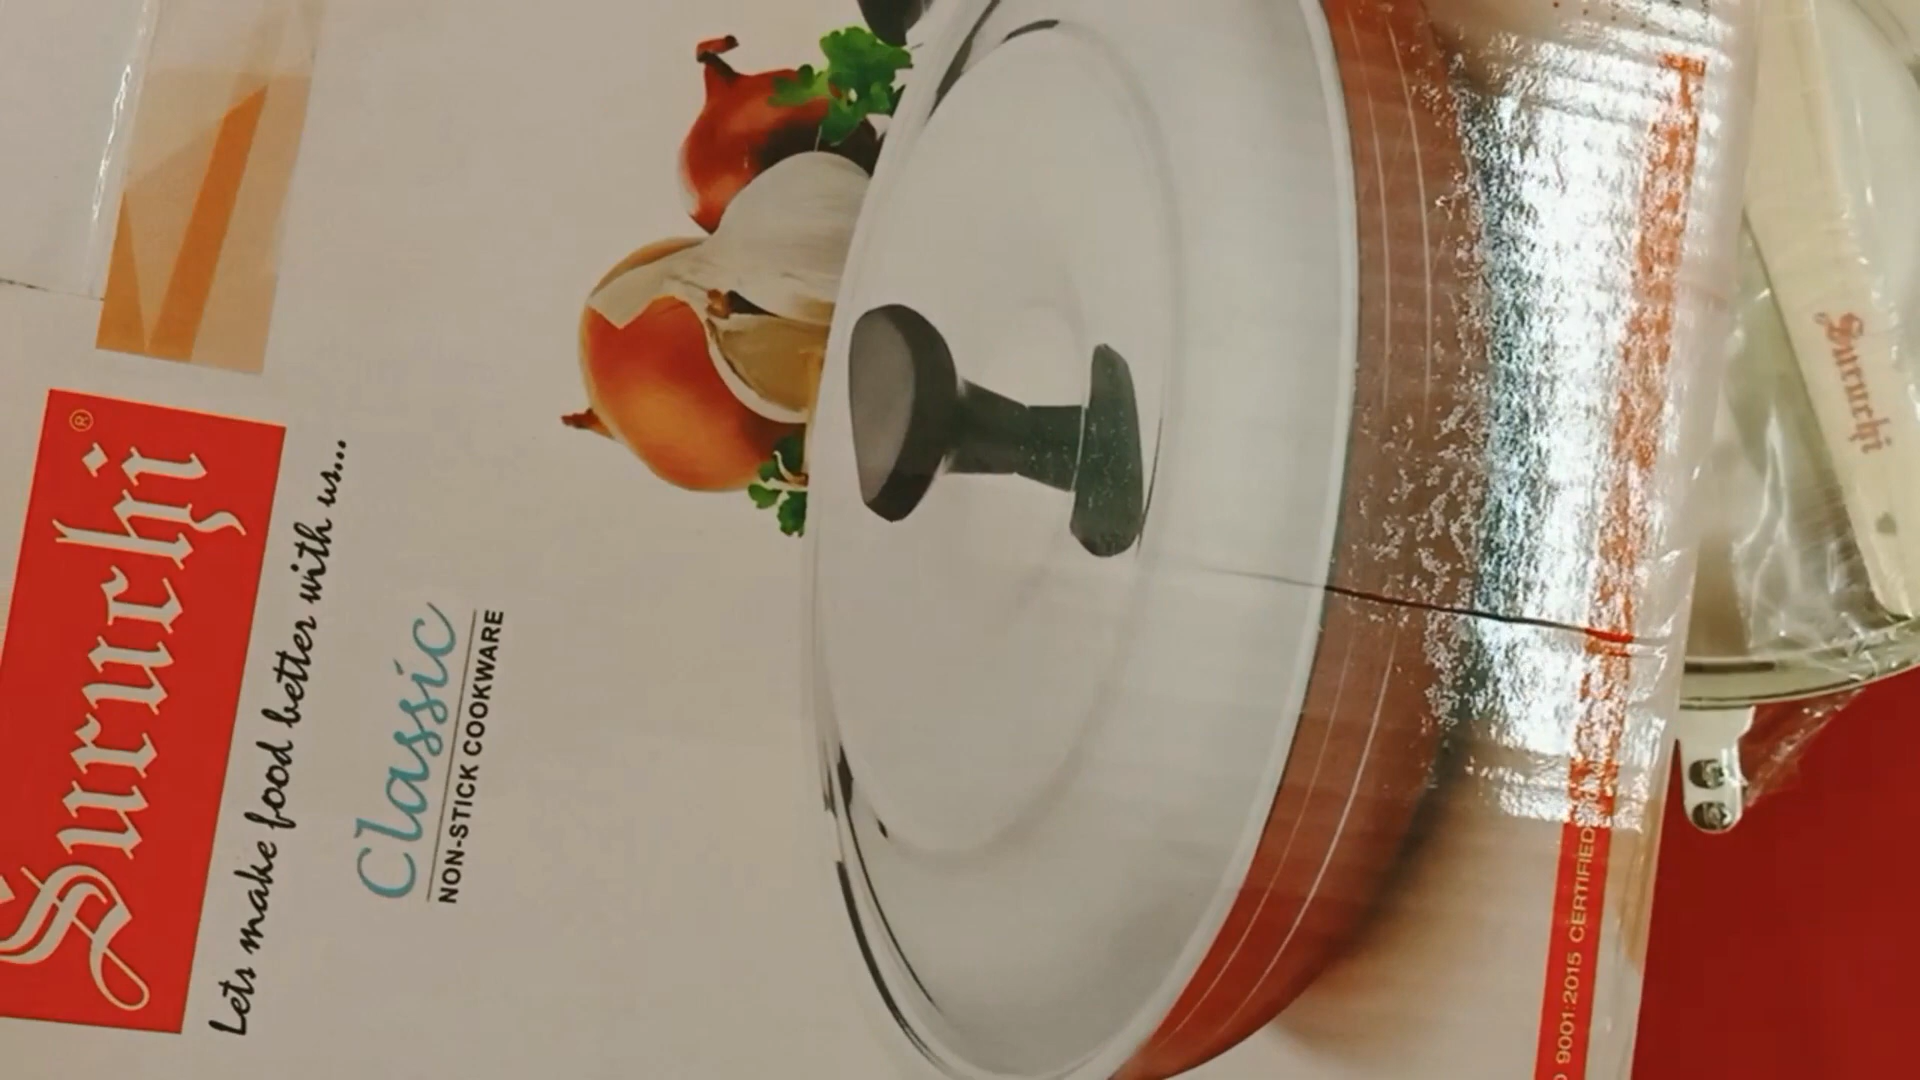 Suruchi®
Lets make food better with us...
Classic
NON-STICK COOKWARE
9001:2015 CERTIFIED
Suruchi